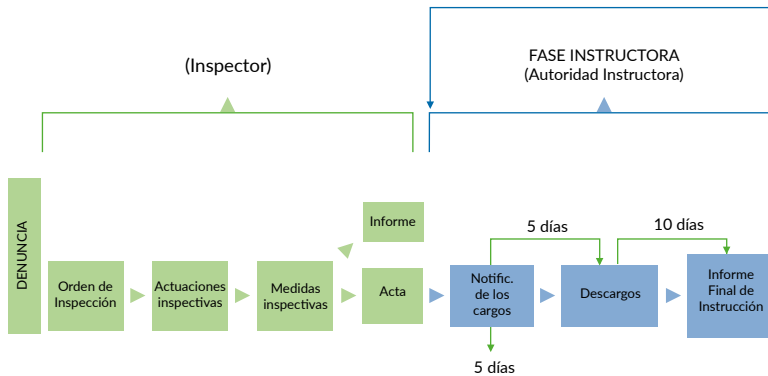 (Inspector)
FASE INSTRUCTORA
(Autoridad Instructora)
DENUNCIA
Orden de
Inspección
Actuaciones
inspectivas
Medidas
inspectivas
Informe
Acta
Notific.
de los
cargos
5 días
5 días
Descargos
10 días
Informe
Final de
Instrucción